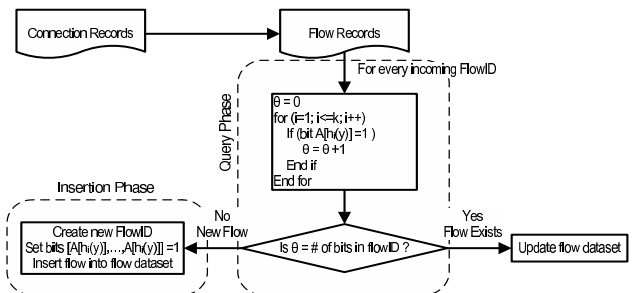 Connection Records
Flow Records
For every incoming FlowID
Query Phase
θ = 0
for (i=1; i<=k; i++)
If (bit A[hᵢ(y)] =1 )
θ = θ +1
End if
End for
Insertion Phase
No
New Flow
Yes
Flow Exists
Create new FlowID
Set bits [A[hᵢ(y)],...,A[hᵢ(y)]] =1
Insert flow into flow dataset
Is θ = # of bits in flowID ?
Update flow dataset